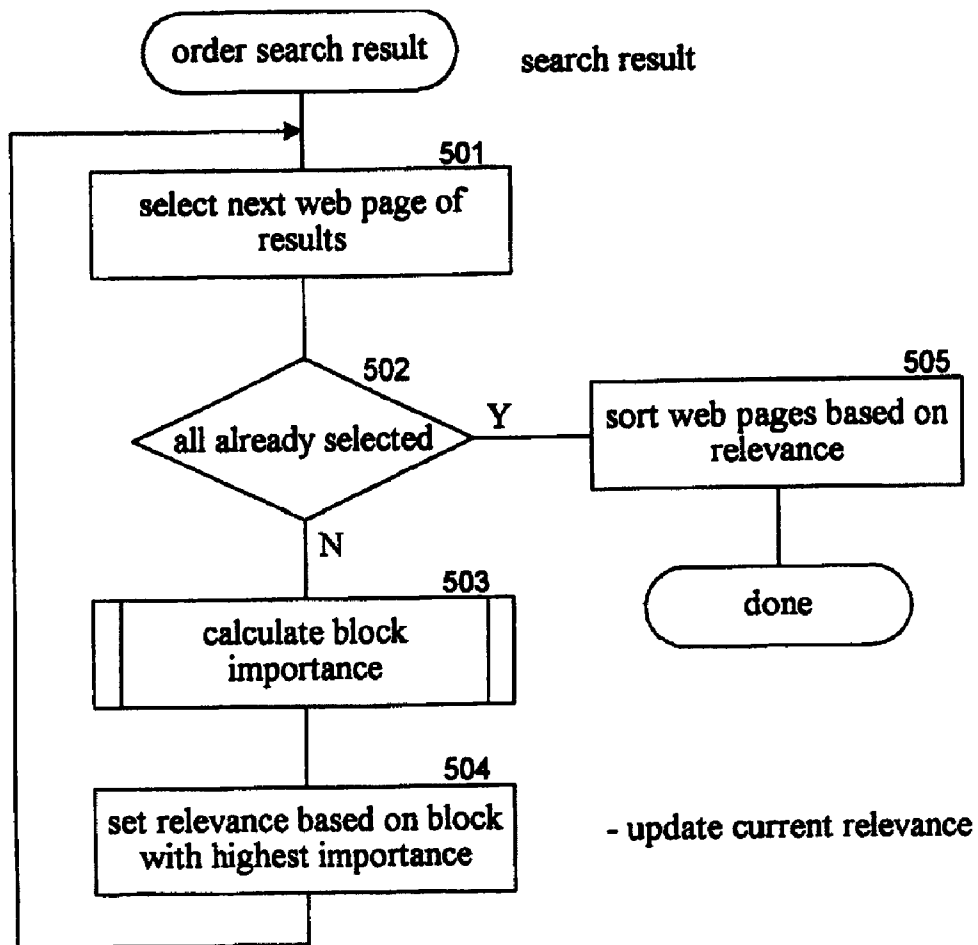 order search result
search result
501
select next web page of
results
502
all already selected
Y
N
505
sort web pages based on
relevance
done
503
calculate block
importance
504
set relevance based on block
with highest importance
- update current relevance